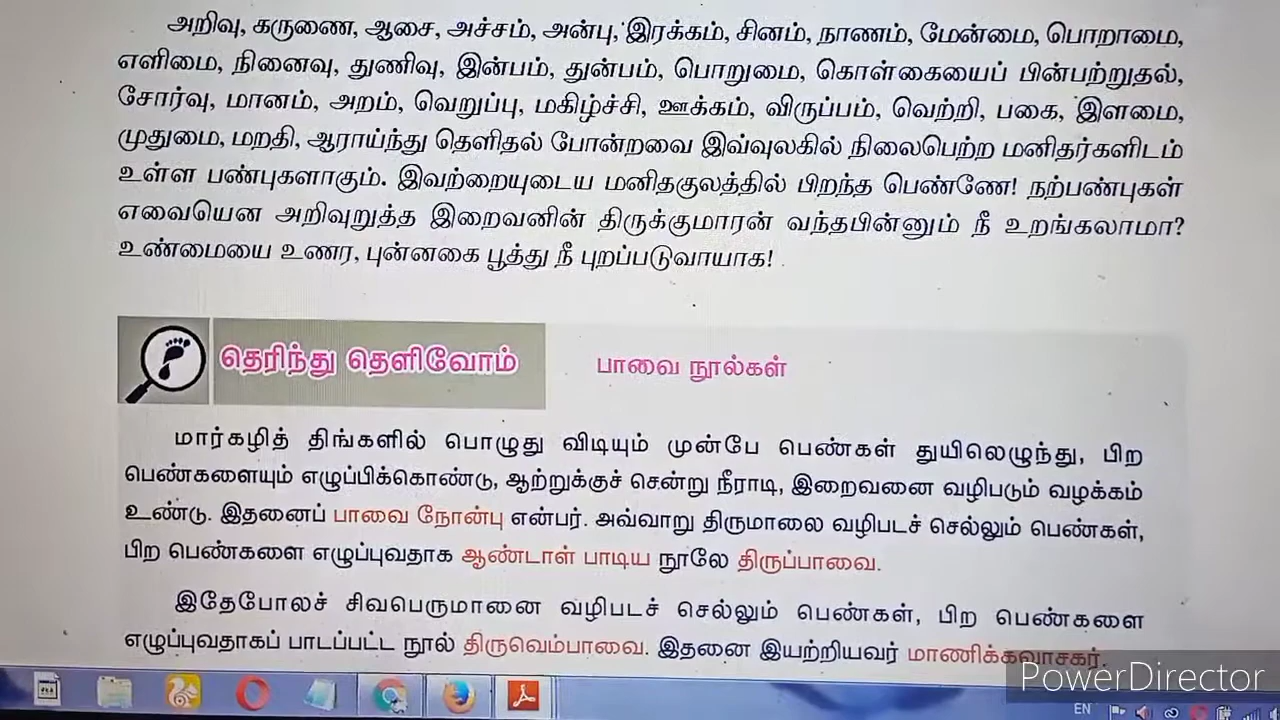 அறிவு, கருணை, ஆசை, அச்சம், அன்பு, இரக்கம், சினம், நாணம், மேன்மை, பொறாமை,
எளிமை, நினைவு, துணிவு, இன்பம், துன்பம், பொறுமை, கொள்கையைப் பின்பற்றுதல்,
சோர்வு, மானம், அறம், வெறுப்பு, மகிழ்ச்சி, ஊக்கம், விருப்பம், வெற்றி, பகை, இளமை,
முதுமை, மறதி, ஆராய்ந்து தெளிதல் போன்றவை இவ்வுலகில் நிலைபெற்ற மனிதர்களிடம்
உள்ள பண்புகளாகும். இவற்றையுடைய மனிதகுலத்தில் பிறந்த பெண்ணே! நற்பண்புகள்
எவையென அறிவுறுத்த இறைவனின் திருக்குமாரன் வந்தபின்னும் நீ உறங்கலாமா?
உண்மையை உணர, புன்னகை பூத்து நீ புறப்படுவாயாக!
தெரிந்து தெளிவோம் பாவை நூல்கள்
மார்கழித் திங்களில் பொழுது விடியும் முன்பே பெண்கள் துயிலெழுந்து, பிற
பெண்களையும் எழுப்பிக்கொண்டு, ஆற்றுக்குச் சென்று நீராடி, இறைவனை வழிபடும் வழக்கம்
உண்டு. இதனைப் பாவை நோன்பு என்பர். அவ்வாறு திருமாலை வழிபடச் செல்லும் பெண்கள்,
பிற பெண்களை எழுப்புவதாக ஆண்டாள் பாடிய நூலே திருப்பாவை.
இதேபோலச் சிவபெருமானை வழிபடச் செல்லும் பெண்கள், பிற பெண்களை
எழுப்புவதாகப் பாடப்பட்ட நூல் திருவெம்பாவை. இதனை இயற்றியவர் மாணிக்கவாசகர்.
PowerDirector
EN